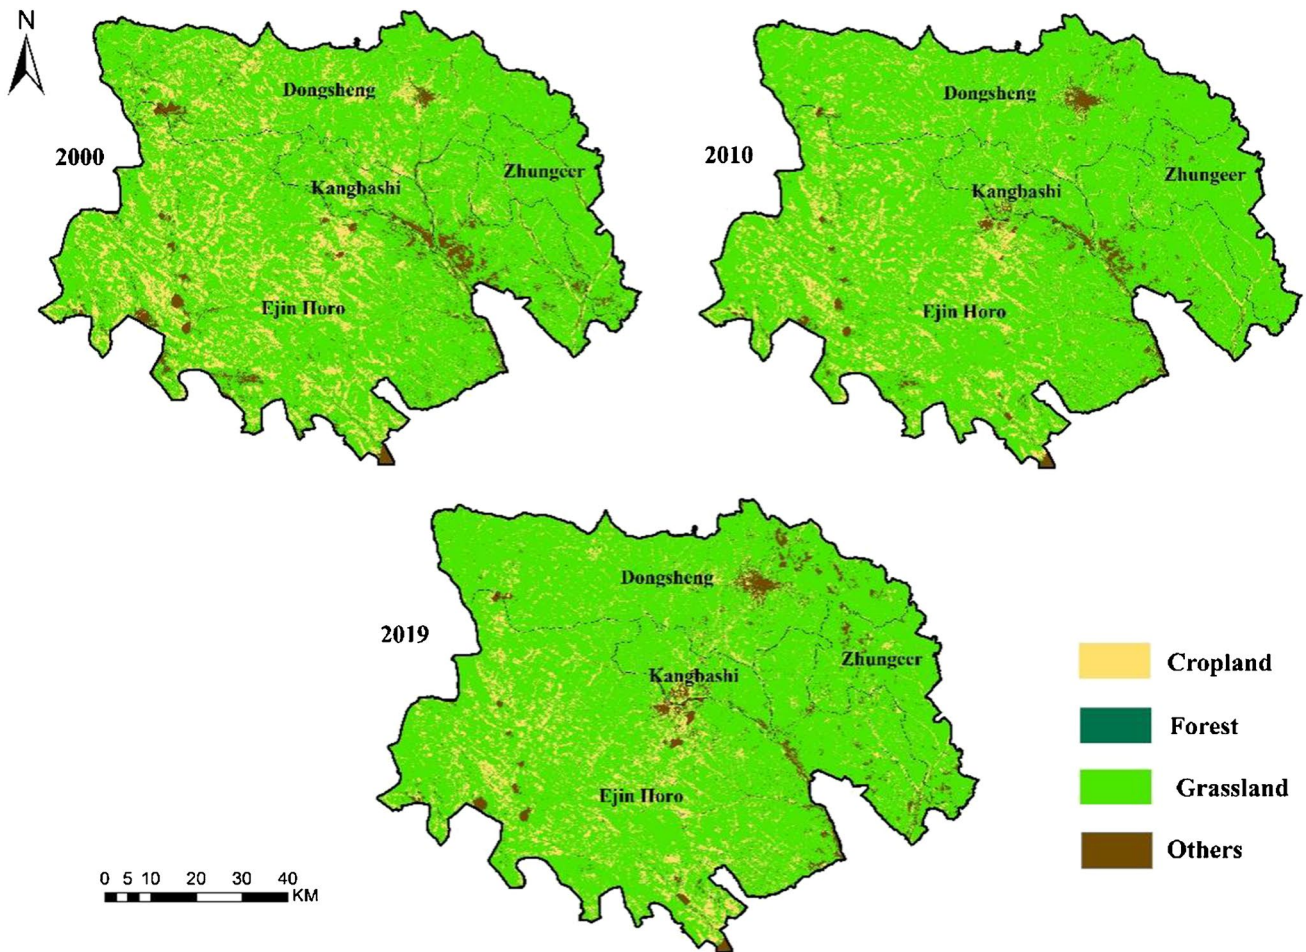 N
Dongsheng
2000
Zhungeer
Kangbashi
Ejin Horo
Dongsheng
2010
Zhungeer
Kangbashi
Ejin Horo
Dongsheng
2019
Zhungeer
Kangbashi
Ejin Horo
Cropland
Forest
Grassland
Others
0 5 10 20 30 40
KM